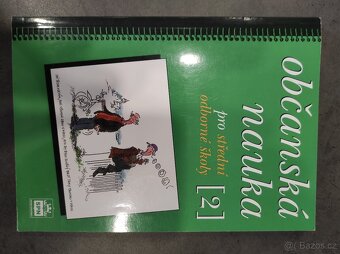 občanská
nauka
pro střední
odborné školy
[2]
SPN
Bazos.cz